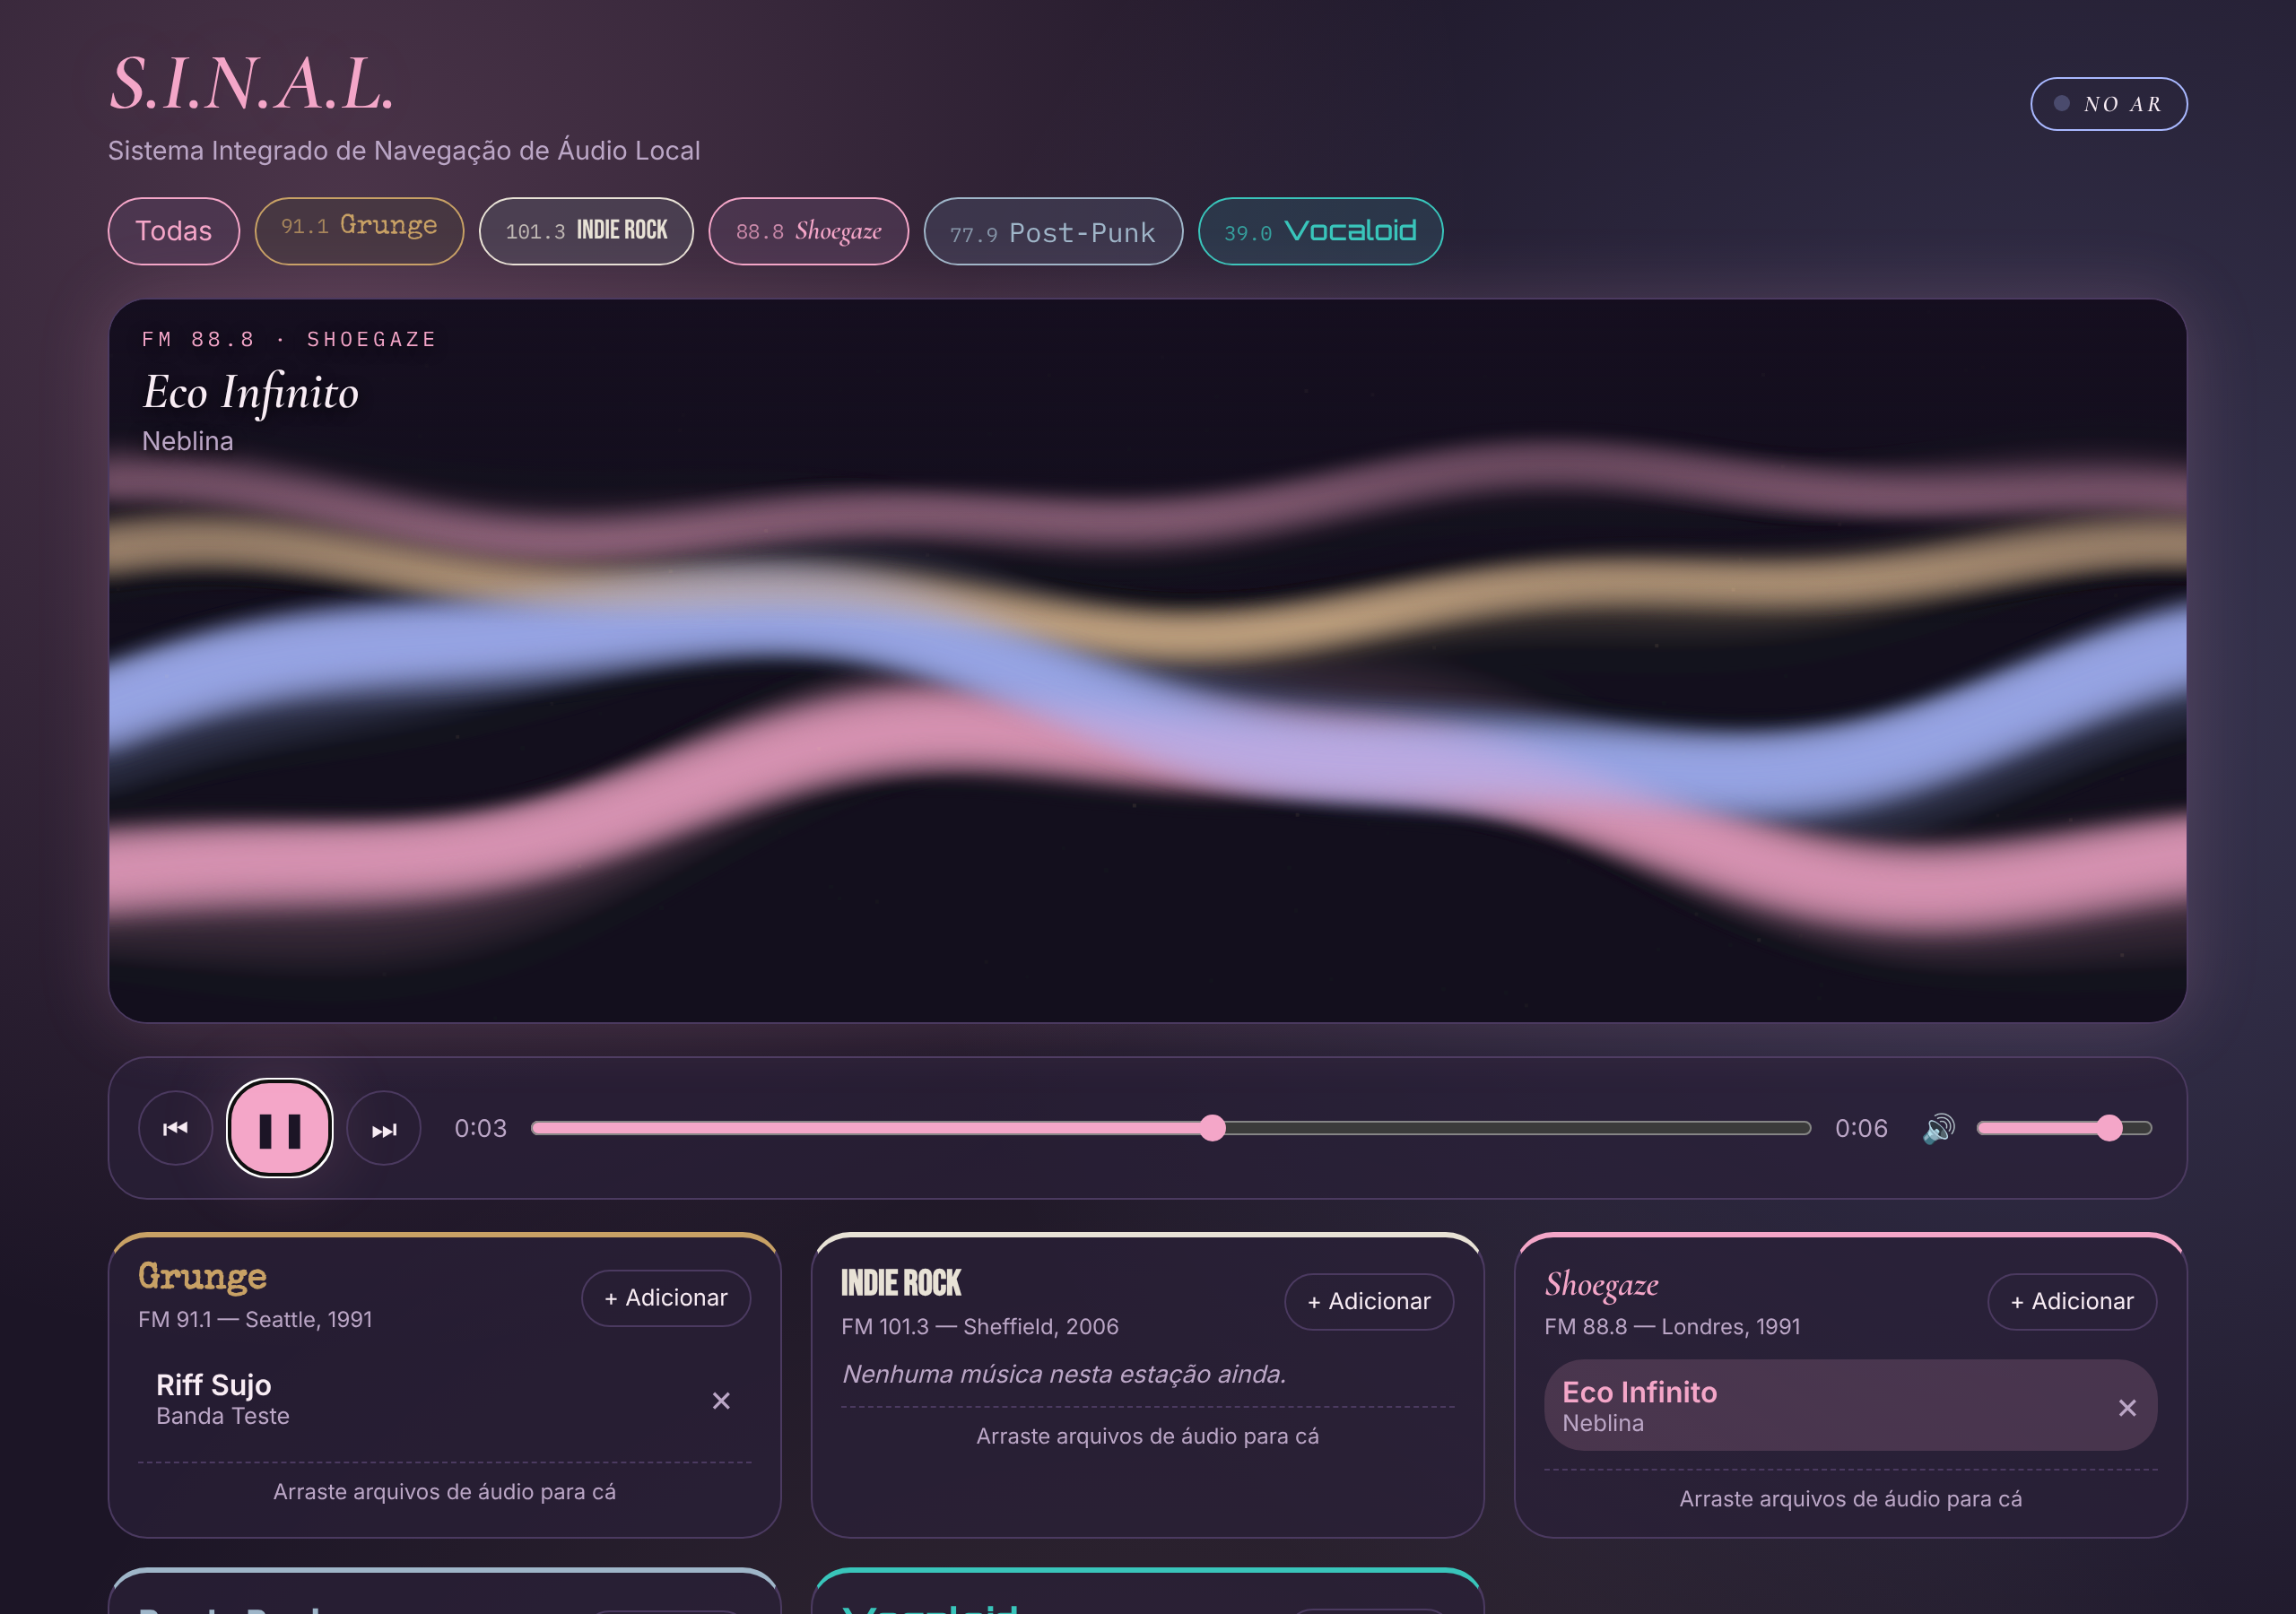 S.I.N.A.L.
Sistema Integrado de Navegação de Áudio Local
NO AR
Todas
91.1 Grunge
101.3 INDIE ROCK
88.8 Shoegaze
77.9 Post-Punk
39.0 Vocaloid
FM 88.8 · SHOEGAZE
Eco Infinito
Neblina
0:03
0:06
Grunge
+ Adicionar
FM 91.1 — Seattle, 1991
Riff Sujo
Banda Teste
Arraste arquivos de áudio para cá
INDIE ROCK
+ Adicionar
FM 101.3 — Sheffield, 2006
Nenhuma música nesta estação ainda.
Arraste arquivos de áudio para cá
Shoegaze
+ Adicionar
FM 88.8 — Londres, 1991
Eco Infinito
Neblina
Arraste arquivos de áudio para cá
Vocaloid